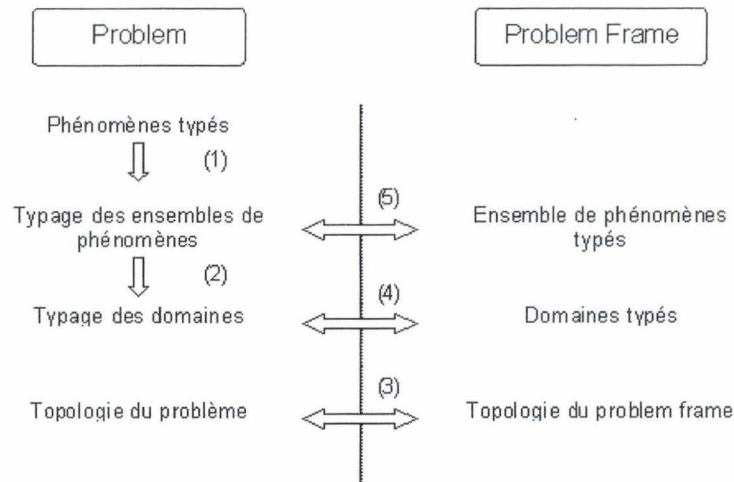 Problem
Problem Frame
Phénomènes typés
(1)
(5)
Typage des ensembles de
phénomènes
Ensemble de phénomènes
typés
(2)
(4)
Typage des domaines
Domaines typés
(3)
Topologie du problème
Topologie du problem frame